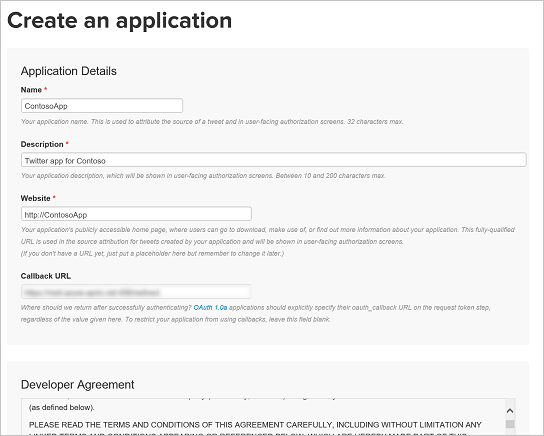 Create an application
Application Details
Name *
ContosoApp
Your application name. This is used to attribute the source of a tweet and in user-facing authorization screens. 32 characters max.
Description *
Twitter app for Contoso
Your application description, which will be shown in user-facing authorization screens. Between 10 and 200 characters max.
Website *
http://ContosoApp
Your application's publicly accessible home page, where users can go to download, make use of, or find out more information about your application. This fully-qualified
URL is used in the source attribution for tweets created by your application and will be shown in user-facing authorization screens.
(If you don't have a URL yet, just put a placeholder here but remember to change it later.)
Callback URL
Where should we return after successfully authenticating? OAuth 1.0a applications should explicitly specify their oauth_callback URL on the request token step,
regardless of the value given here. To restrict your application from using callbacks, leave this field blank.
Developer Agreement
(as defined below).
PLEASE READ THE TERMS AND CONDITIONS OF THIS AGREEMENT CAREFULLY, INCLUDING WITHOUT LIMITATION ANY